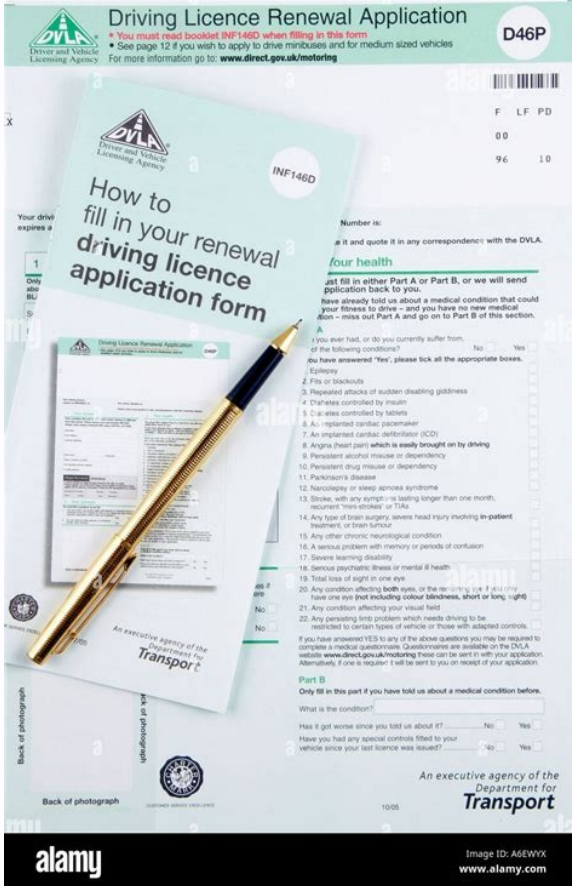 Driving Licence Renewal Application
• You must read booklet INF146D when filling in this form
• See page 12 if you wish to apply to drive minibuses and for medium sized vehicles
For more information go to: www.direct.gov.uk/motoring
DVLA
Driver and Vehicle
Licensing Agency
D46P
F LF PD
00
96 10
X
DVLA
Driver and Vehicle
Licensing Agency
INF146D
How to
fill in your renewal
driving licence
application form
Driving Licence Renewal Application
D46P
An executive agency of the
Department for
Transport
Your
expires
1
Only
Number is:
it and quote it in any correspondence with the DVLA.
Your health
fill in either Part A or Part B, or we will send
application back to you.
have already told us about a medical condition that could
your fitness to drive – and you have no new medical
– miss out Part A and go on to Part B of this section.
A
you ever had, or do you currently suffer from,
of the following conditions? No Yes
you have answered 'Yes', please tick all the appropriate boxes.
Epilepsy
2. Fits or blackouts
3. Repeated attacks of sudden disabling giddiness
4. Diabetes controlled by insulin
Diabetes controlled by tablets
6. An implanted cardiac pacemaker
7. An implanted cardiac defibrillator (ICD)
8. Angina (heart pain) which is easily brought on by driving
9. Persistent alcohol misuse or dependency
10. Persistent drug misuse or dependency
11. Parkinson's disease
12. Narcolepsy or sleep apnoea syndrome
13. Stroke, with any symptoms lasting longer than one month,
recurrent "mini-strokes" or TIAs
14. Any type of brain surgery, severe head injury involving in-patient
treatment, or brain tumour
15. Any other chronic neurological condition
16. A serious problem with memory or periods of confusion
17. Severe learning disability
18. Serious psychiatric illness or mental ill health
19. Total loss of sight in one eye
20. Any condition affecting both eyes, or the remaining eye if you only
have one eye (not including colour blindness, short or long sight)
21. Any condition affecting your visual field
22. Any persisting limb problem which needs driving to be
restricted to certain types of vehicle or those with adapted controls.
If you have answered YES to any of the above questions you may be required to
complete a medical questionnaire. Questionnaires are available on the DVLA
website www.direct.gov.uk/motoring these can be sent in with your application.
Alternatively, if one is required it will be sent to you on receipt of your application.
Part B
Only fill in this part if you have told us about a medical condition before.
What is the condition?
Has it got worse since you told us about it? No Yes
Have you had any special controls fitted to your
vehicle since your last licence was issued? No Yes
No
No
Back of photograph
Back of photograph
ck of photograph
CUSTOMER SERVICE EXCELLENCE
10/05
An executive agency of the
Department for
Transport
alamy
Image ID: A6EWYX
www.alamy.com